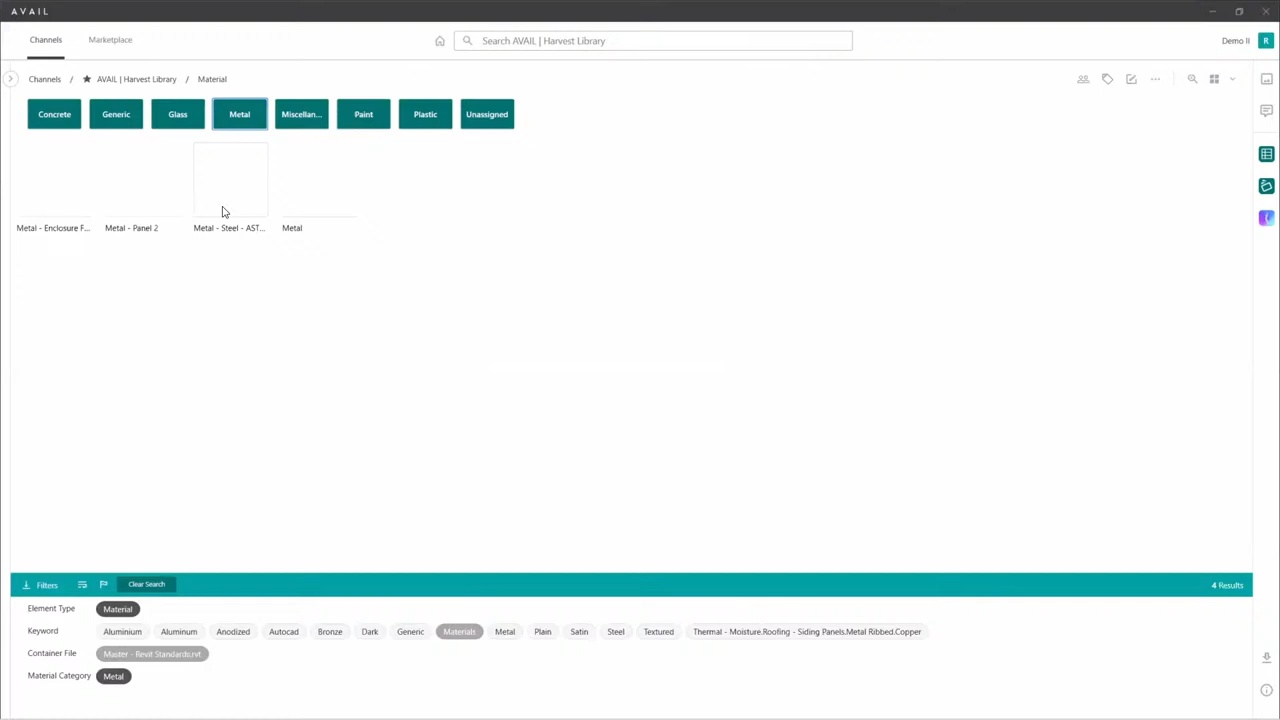 AVAIL
Channels Marketplace Search AVAIL | Harvest Library Demo II R
Channels / ★ AVAIL | Harvest Library / Material
Concrete Generic Glass Metal Miscellan... Paint Plastic Unassigned
Metal - Enclosure F... Metal - Panel 2 Metal - Steel - AST... Metal
Filters Clear Search 4 Results
Element Type Material
Keyword Aluminium Aluminum Anodized Autocad Bronze Dark Generic Materials Metal Plain Satin Steel Textured Thermal - Moisture.Roofing - Siding Panels.Metal Ribbed.Copper
Container File Master - Revit Standards.rvt
Material Category Metal